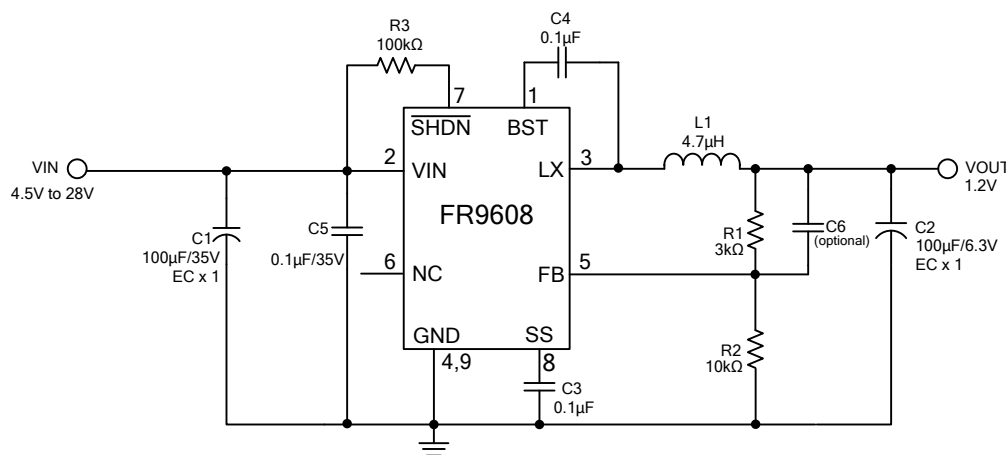 R3
100kΩ
C4
0.1μF
7
1
SHDN
BST
L1
4.7μH
VIN
4.5V to 28V
2
VIN
LX
3
VOUT
1.2V
FR9608
C1
100μF/35V
EC x 1
C5
0.1μF/35V
R1
3kΩ
C6
(optional)
C2
100μF/6.3V
EC x 1
6
NC
FB
5
GND
SS
4,9
8
C3
0.1μF
R2
10kΩ